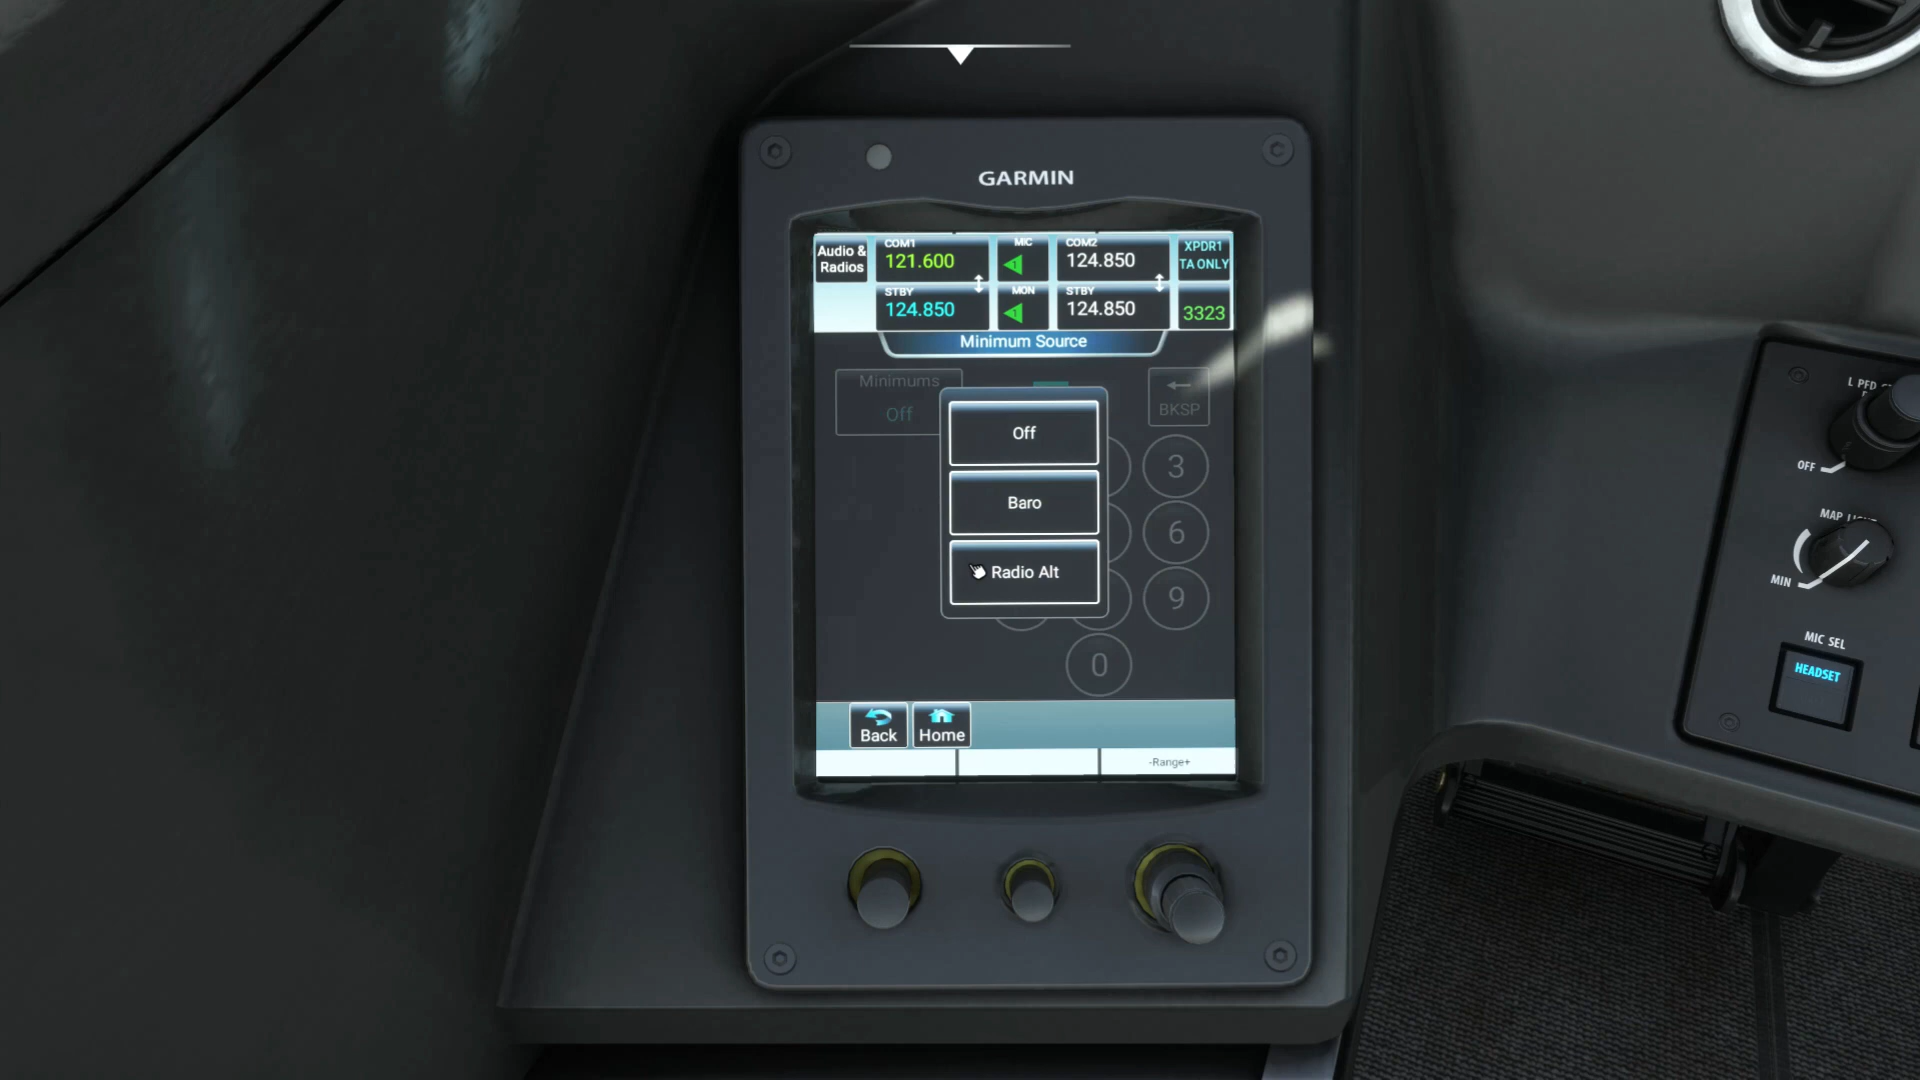 GARMIN
Audio & Radios
COM1
121.600
MIC
1
COM2
124.850
XPDR1
TA ONLY
STBY
124.850
MON
1
STBY
124.850
3323
Minimum Source
Minimums
Off
BKSP
Off
Baro
Radio Alt
3
6
9
0
Back
Home
-Range+
L PFD
OFF
MAP
MIN
MIC SEL
HEADSET